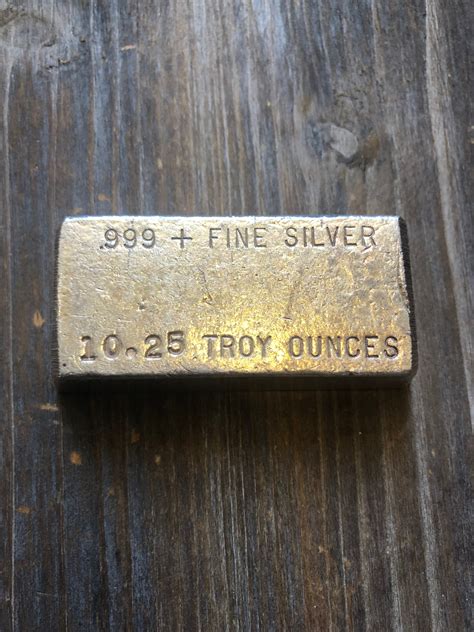 .999 + FINE SILVER
10.25 TROY OUNCES